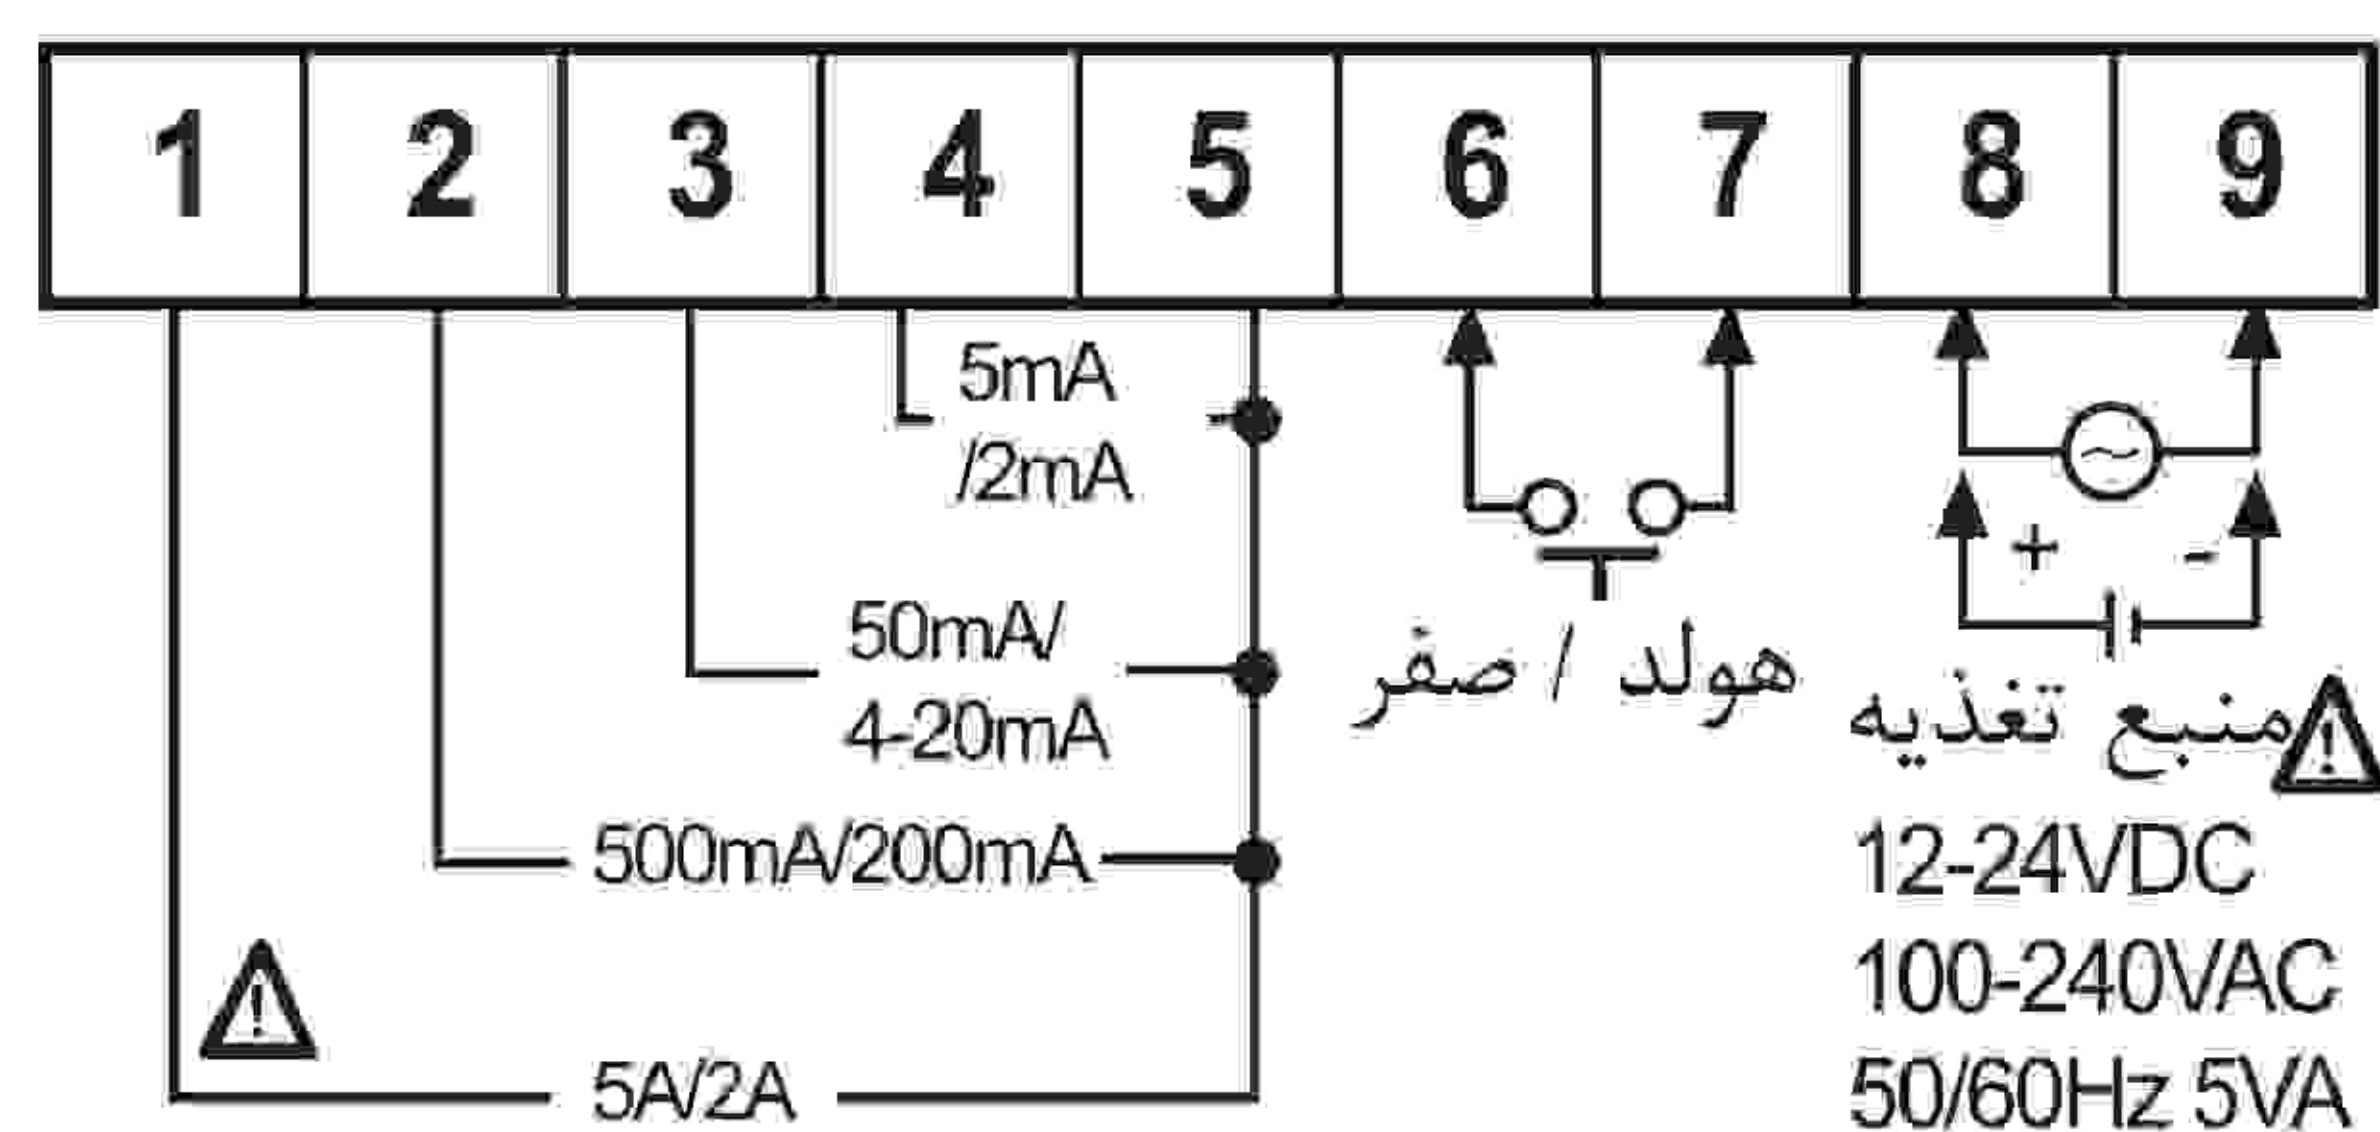 1 2 3 4 5 6 7 8 9
5mA
/2mA
50mA/
4-20mA
500mA/200mA
5A/2A
هولد / صفر
+ -
منبع تغذیه
12-24VDC
100-240VAC
50/60Hz 5VA